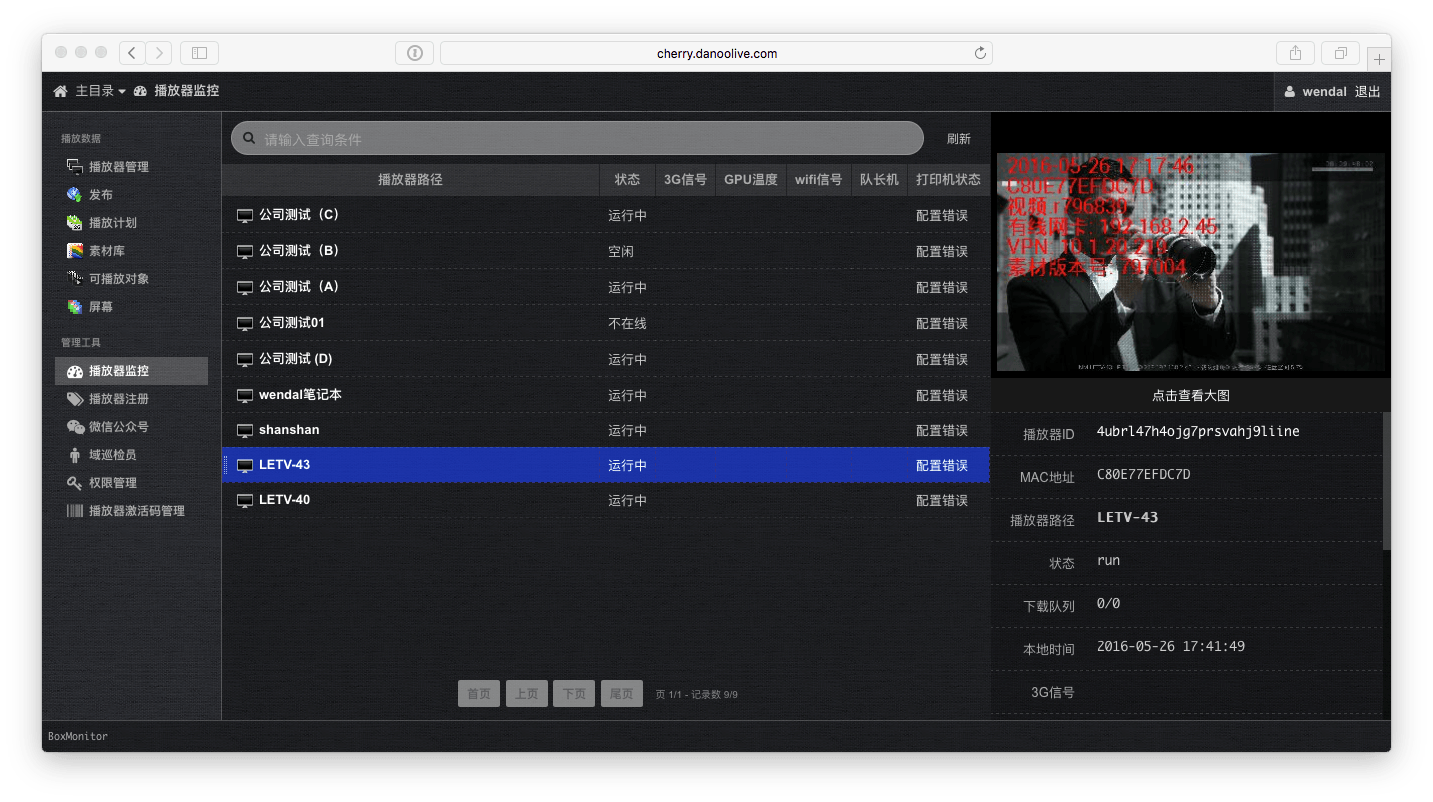 cherry.danoolive.com
主目录 播放器监控
wendal 退出
播放数据
播放器管理
发布
播放计划
素材库
可播放对象
屏幕
管理工具
播放器监控
播放器注册
微信公众号
域巡检员
权限管理
播放器激活码管理
请输入查询条件 刷新
播放器路径 状态 3G信号 GPU温度 wifi信号 队长机 打印机状态
公司测试（C） 运行中 配置错误
公司测试（B） 空闲 配置错误
公司测试（A） 运行中 配置错误
公司测试01 不在线 配置错误
公司测试 (D) 运行中 配置错误
wendal笔记本 运行中 配置错误
shanshan 运行中 配置错误
LETV-43 运行中 配置错误
LETV-40 运行中 配置错误
首页 上页 下页 尾页 页 1/1 - 记录数 9/9
2016-05-26 17:17:46
C80E77EFDC7D
视频.r796839
有线网卡: 192.168.2.45
VPN: 10.1.20.219
素材版本号: 797004
点击查看大图
播放器ID 4ubrl47h4ojg7prsvahj9liine
MAC地址 C80E77EFDC7D
播放器路径 LETV-43
状态 run
下载队列 0/0
本地时间 2016-05-26 17:41:49
3G信号
BoxMonitor